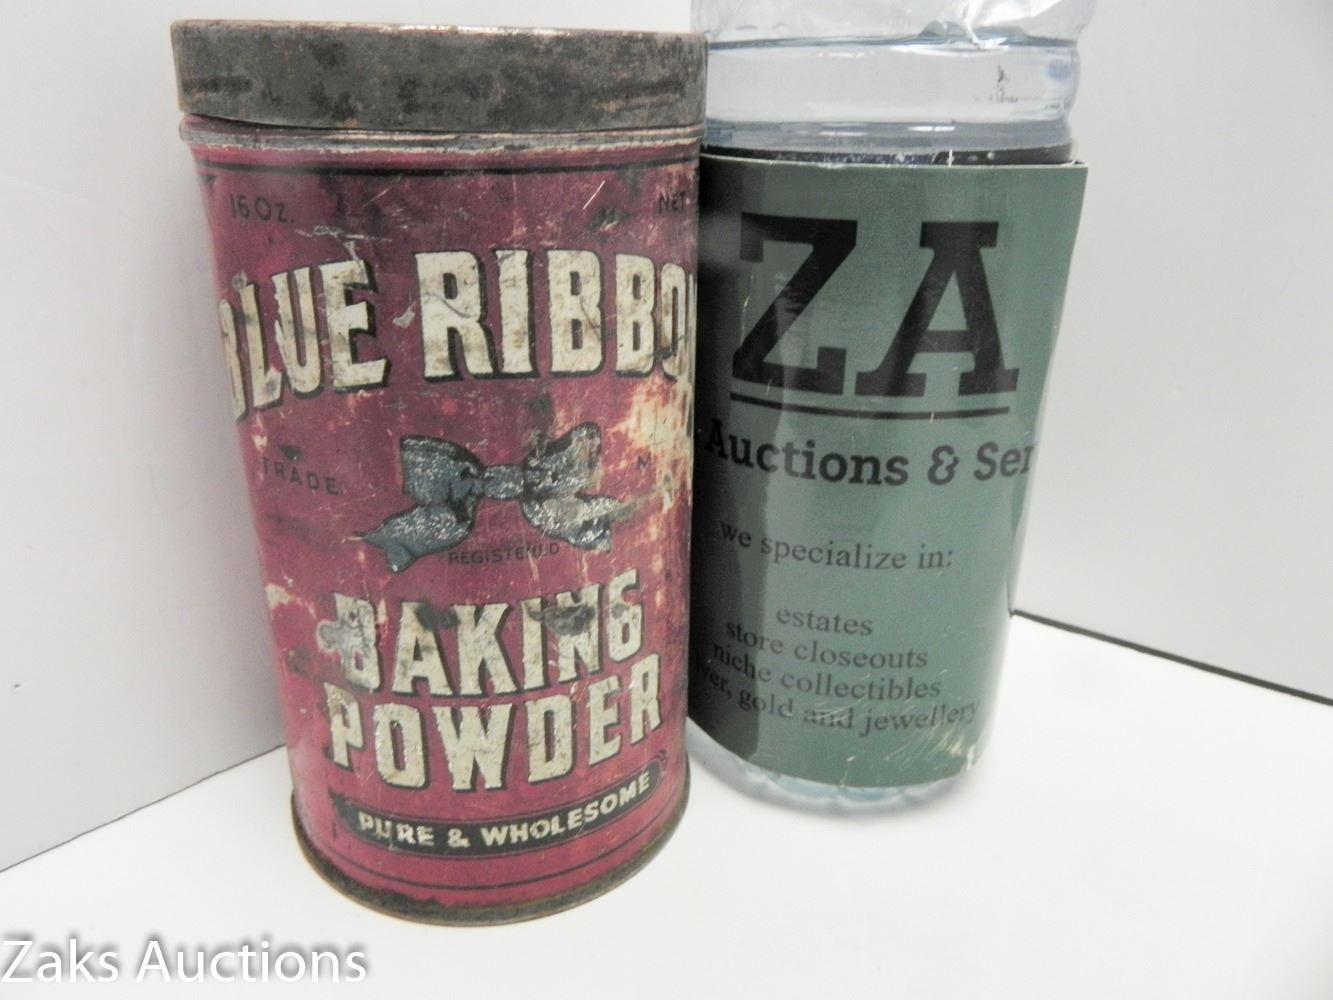 16 OZ. NET
BLUE RIBBO
TRADE M
REGISTERED
BAKING
POWDER
PURE & WHOLESOME
ZA
Auctions & Ser
we specialize in:
estates
store closeouts
niche collectibles
ver, gold and jewellery
Zaks Auctions